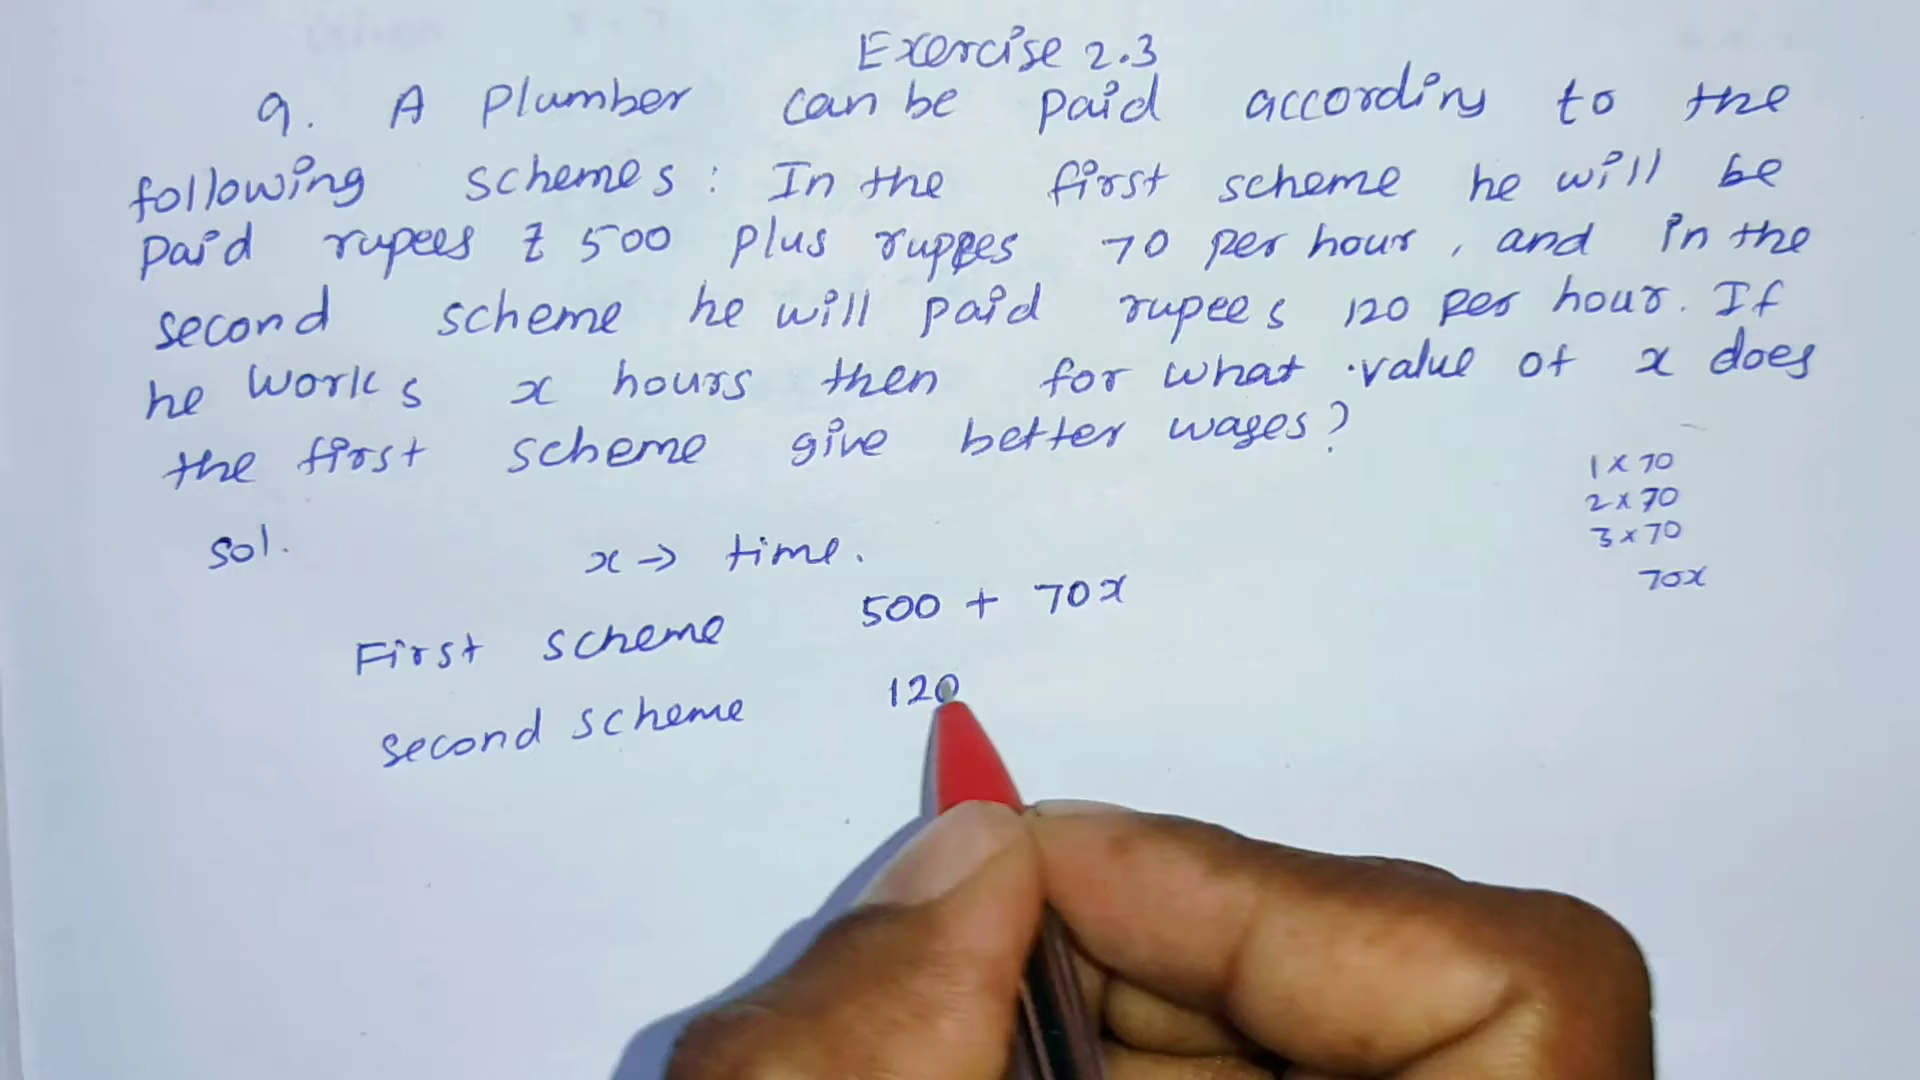 Exercise 2.3
9. A Plumber can be paid according to the
following schemes: In the first scheme he will be
paid rupees ₹ 500 plus rupees 70 per hour, and in the
second scheme he will paid rupees 120 per hour. If
he works x hours then for what value of x does
the first scheme give better wages?
1 x 70
2 x 70
3 x 70
70x
Sol. x → time.
First scheme 500 + 70x
Second scheme 120